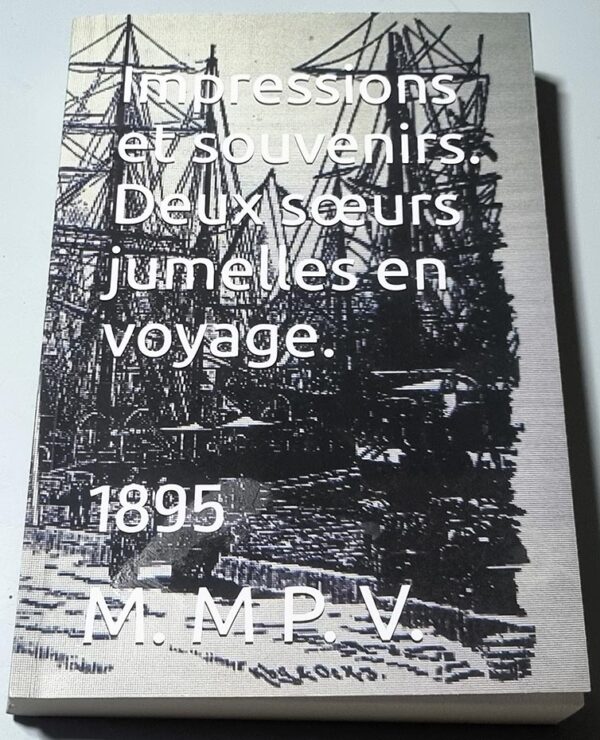 Impressions
et souvenirs.
Deux sœurs
jumelles en
voyage.
1895
M. M P. V.